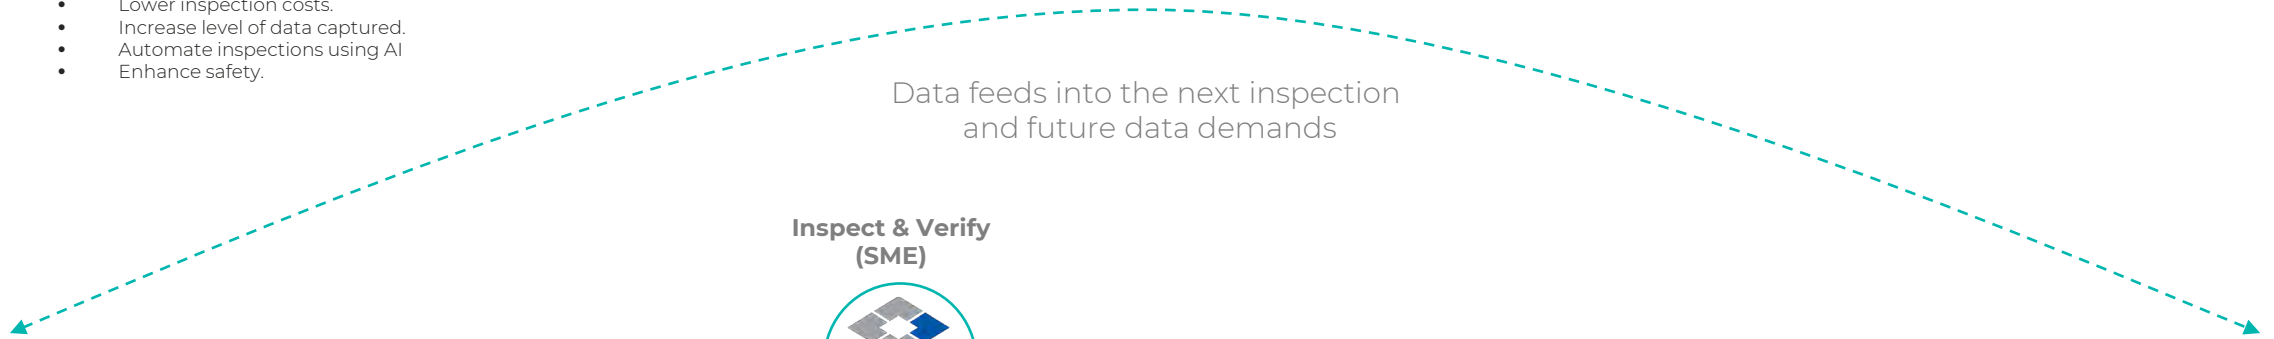 • Lower inspection costs.
• Increase level of data captured.
• Automate inspections using AI
• Enhance safety.
Data feeds into the next inspection
and future data demands
Inspect & Verify
(SME)